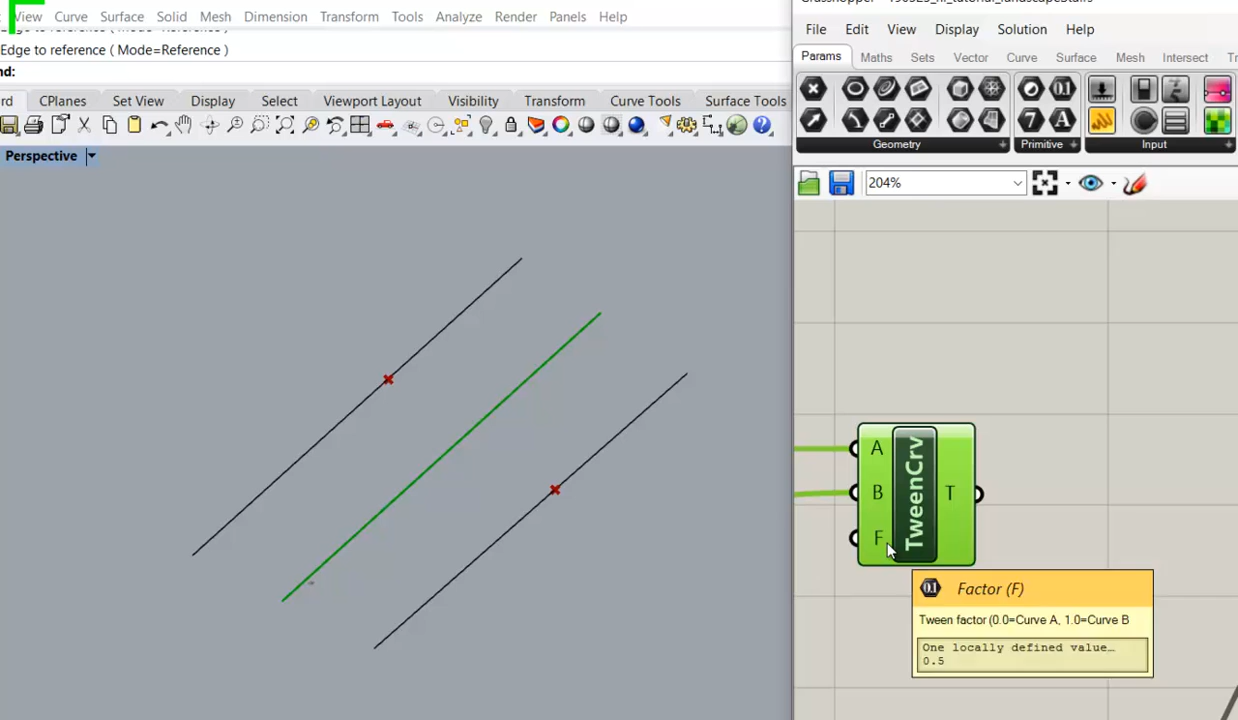 View Curve Surface Solid Mesh Dimension Transform Tools Analyze Render Panels Help
Edge to reference ( Mode=Reference )
nd:
rd CPlanes Set View Display Select Viewport Layout Visibility Transform Curve Tools Surface Tools
Perspective
File Edit View Display Solution Help
Params Maths Sets Vector Curve Surface Mesh Intersect Tr
Geometry Primitive Input
204%
A
B
F
TweenCrv
T
Factor (F)
Tween factor (0.0=Curve A, 1.0=Curve B
One locally defined value…
0.5